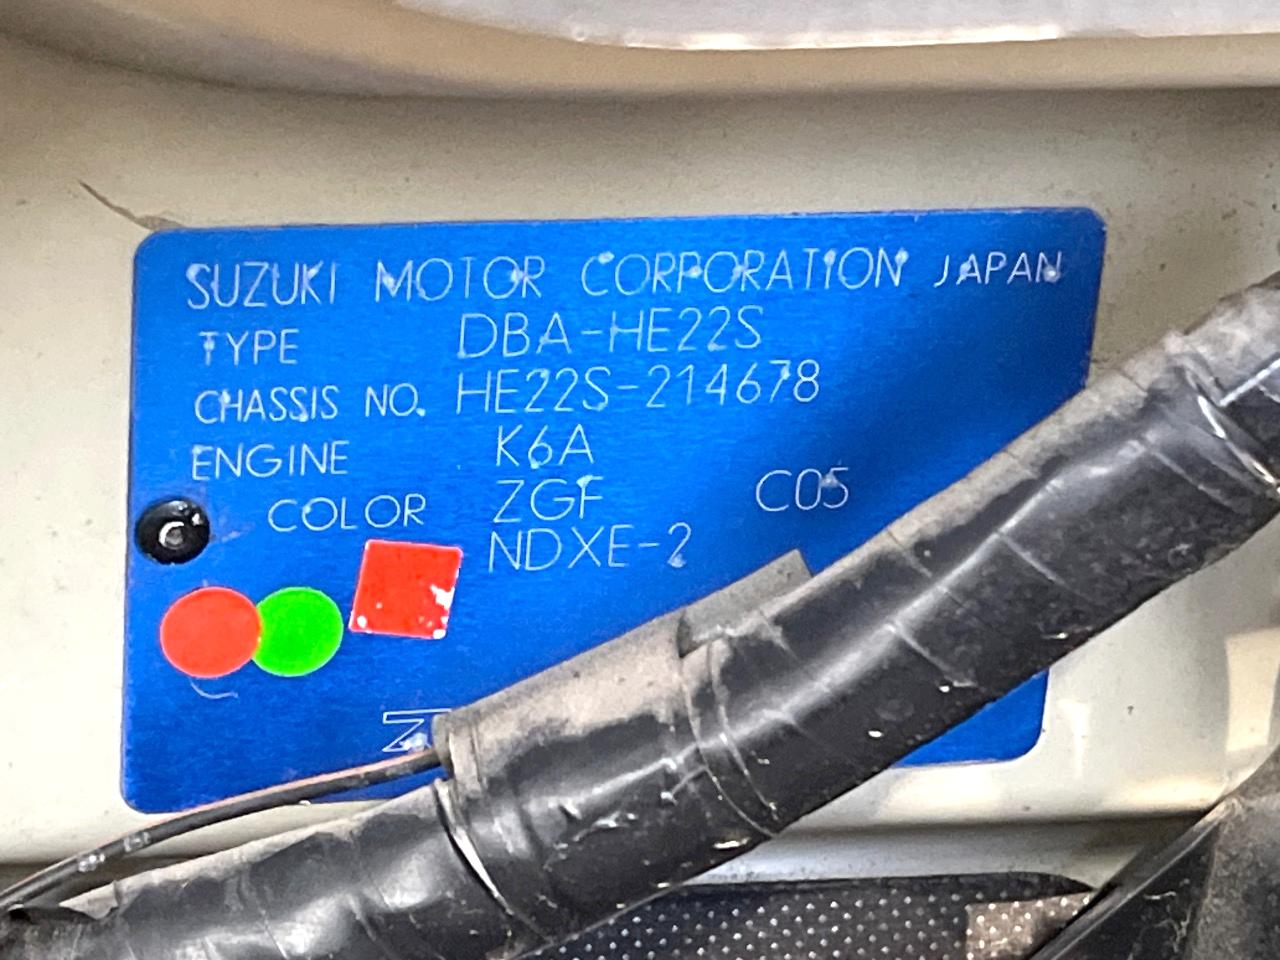 SUZUKI MOTOR CORPORATION JAPAN
TYPE DBA-HE22S
CHASSIS NO. HE22S-214678
ENGINE K6A
COLOR ZGF C05
NDXE-2